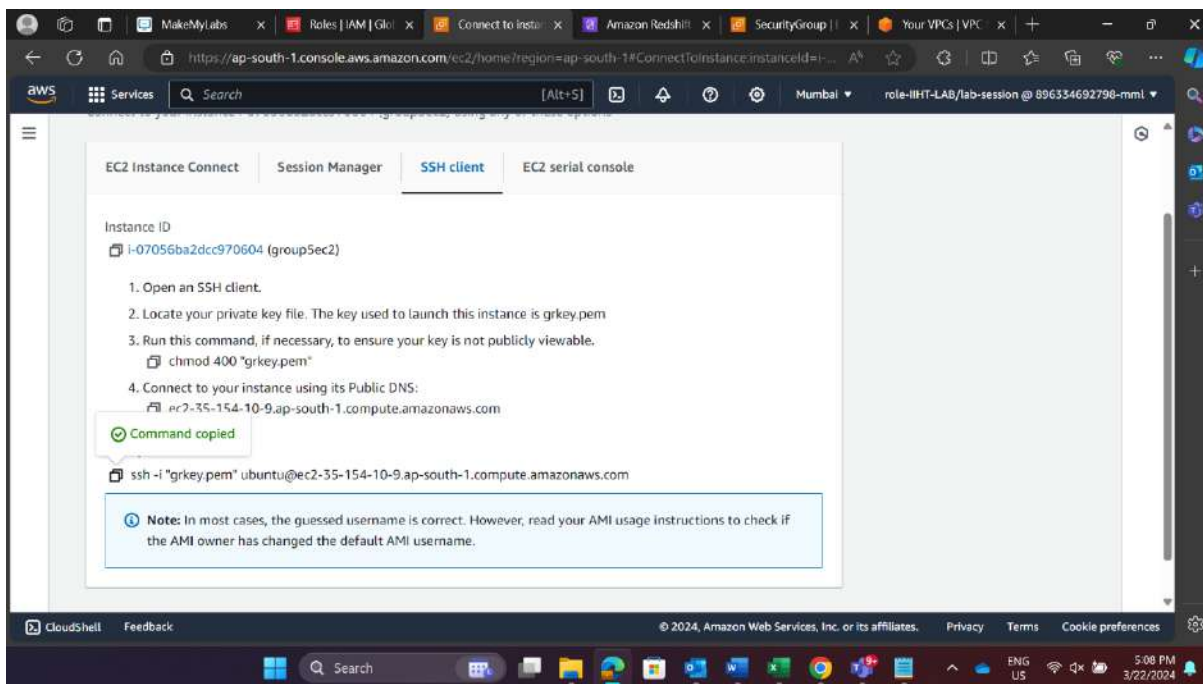 MakeMyLabs
Roles | IAM | Glo
Connect to instan
Amazon Redshift
SecurityGroup |
Your VPCs | VPC
https://ap-south-1.console.aws.amazon.com/ec2/home?region=ap-south-1#ConnectToInstance:instanceId=i-...
aws
Services
Search
[Alt+S]
Mumbai
role-IIHT-LAB/lab-session @ 896334692798-mml
EC2 Instance Connect
Session Manager
SSH client
EC2 serial console
Instance ID
i-07056ba2dcc970604 (group5ec2)
1. Open an SSH client.
2. Locate your private key file. The key used to launch this instance is grkey.pem
3. Run this command, if necessary, to ensure your key is not publicly viewable.
chmod 400 "grkey.pem"
4. Connect to your instance using its Public DNS:
ec2-35-154-10-9.ap-south-1.compute.amazonaws.com
Command copied
ssh -i "grkey.pem" ubuntu@ec2-35-154-10-9.ap-south-1.compute.amazonaws.com
Note: In most cases, the guessed username is correct. However, read your AMI usage instructions to check if
the AMI owner has changed the default AMI username.
CloudShell
Feedback
© 2024, Amazon Web Services, Inc. or its affiliates.
Privacy
Terms
Cookie preferences
Search
ENG
US
5:08 PM
3/22/2024